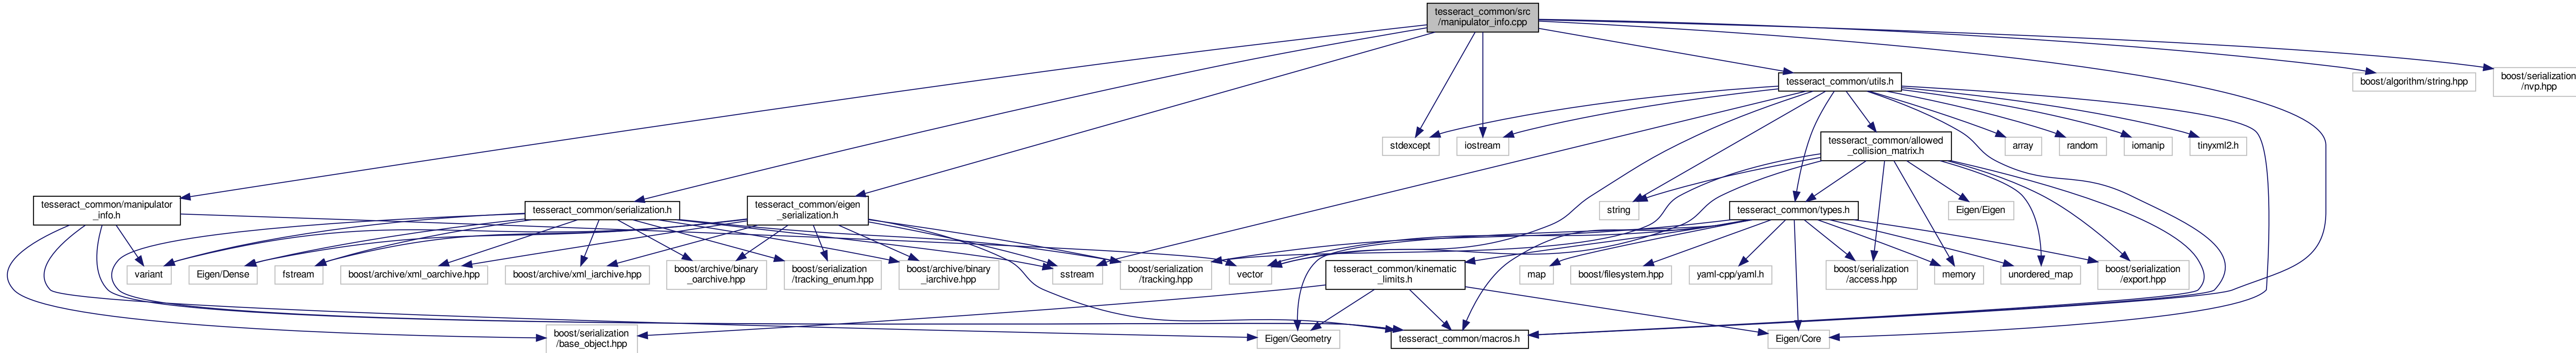 tesseract_common/src
/manipulator_info.cpp
tesseract_common/utils.h
boost/algorithm/string.hpp
boost/serialization
/nvp.hpp
stdexcept
iostream
tesseract_common/allowed
_collision_matrix.h
array
random
iomanip
tinyxml2.h
tesseract_common/manipulator
_info.h
tesseract_common/serialization.h
tesseract_common/eigen
_serialization.h
string
tesseract_common/types.h
Eigen/Eigen
variant
Eigen/Dense
fstream
boost/archive/xml_oarchive.hpp
boost/archive/xml_iarchive.hpp
boost/archive/binary
_oarchive.hpp
boost/serialization
/tracking_enum.hpp
boost/archive/binary
_iarchive.hpp
sstream
boost/serialization
/tracking.hpp
vector
tesseract_common/kinematic
_limits.h
map
boost/filesystem.hpp
yaml-cpp/yaml.h
boost/serialization
/access.hpp
memory
unordered_map
boost/serialization
/export.hpp
boost/serialization
/base_object.hpp
Eigen/Geometry
tesseract_common/macros.h
Eigen/Core